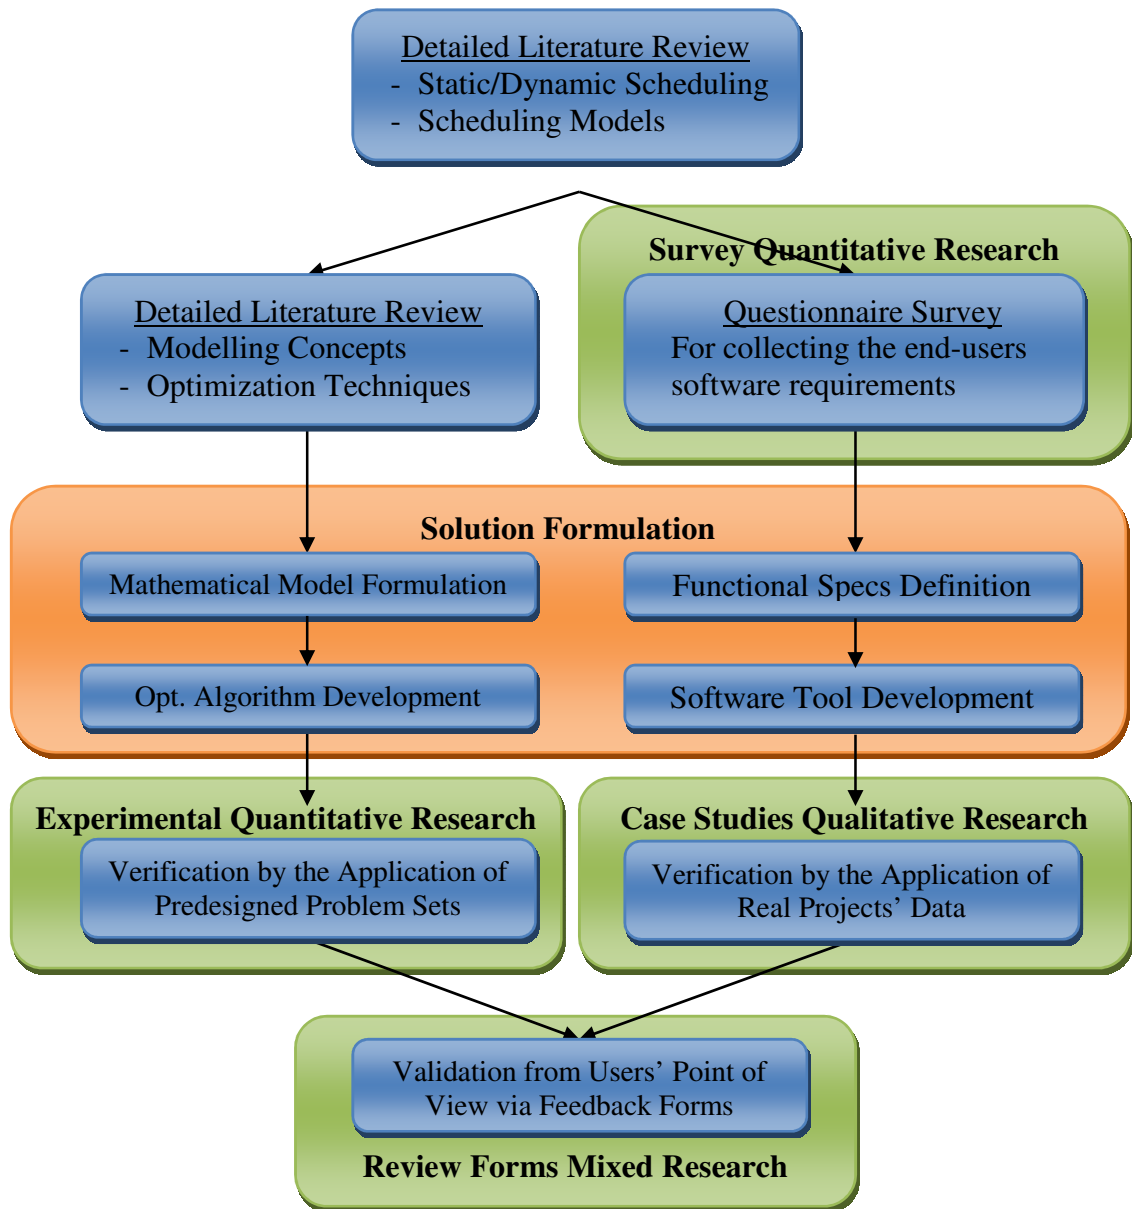 Detailed Literature Review
- Static/Dynamic Scheduling
- Scheduling Models
Survey Quantitative Research
Detailed Literature Review
- Modelling Concepts
- Optimization Techniques
Questionnaire Survey
For collecting the end-users
software requirements
Solution Formulation
Mathematical Model Formulation
Functional Specs Definition
Opt. Algorithm Development
Software Tool Development
Experimental Quantitative Research
Verification by the Application of
Predesigned Problem Sets
Case Studies Qualitative Research
Verification by the Application of
Real Projects’ Data
Validation from Users’ Point of
View via Feedback Forms
Review Forms Mixed Research